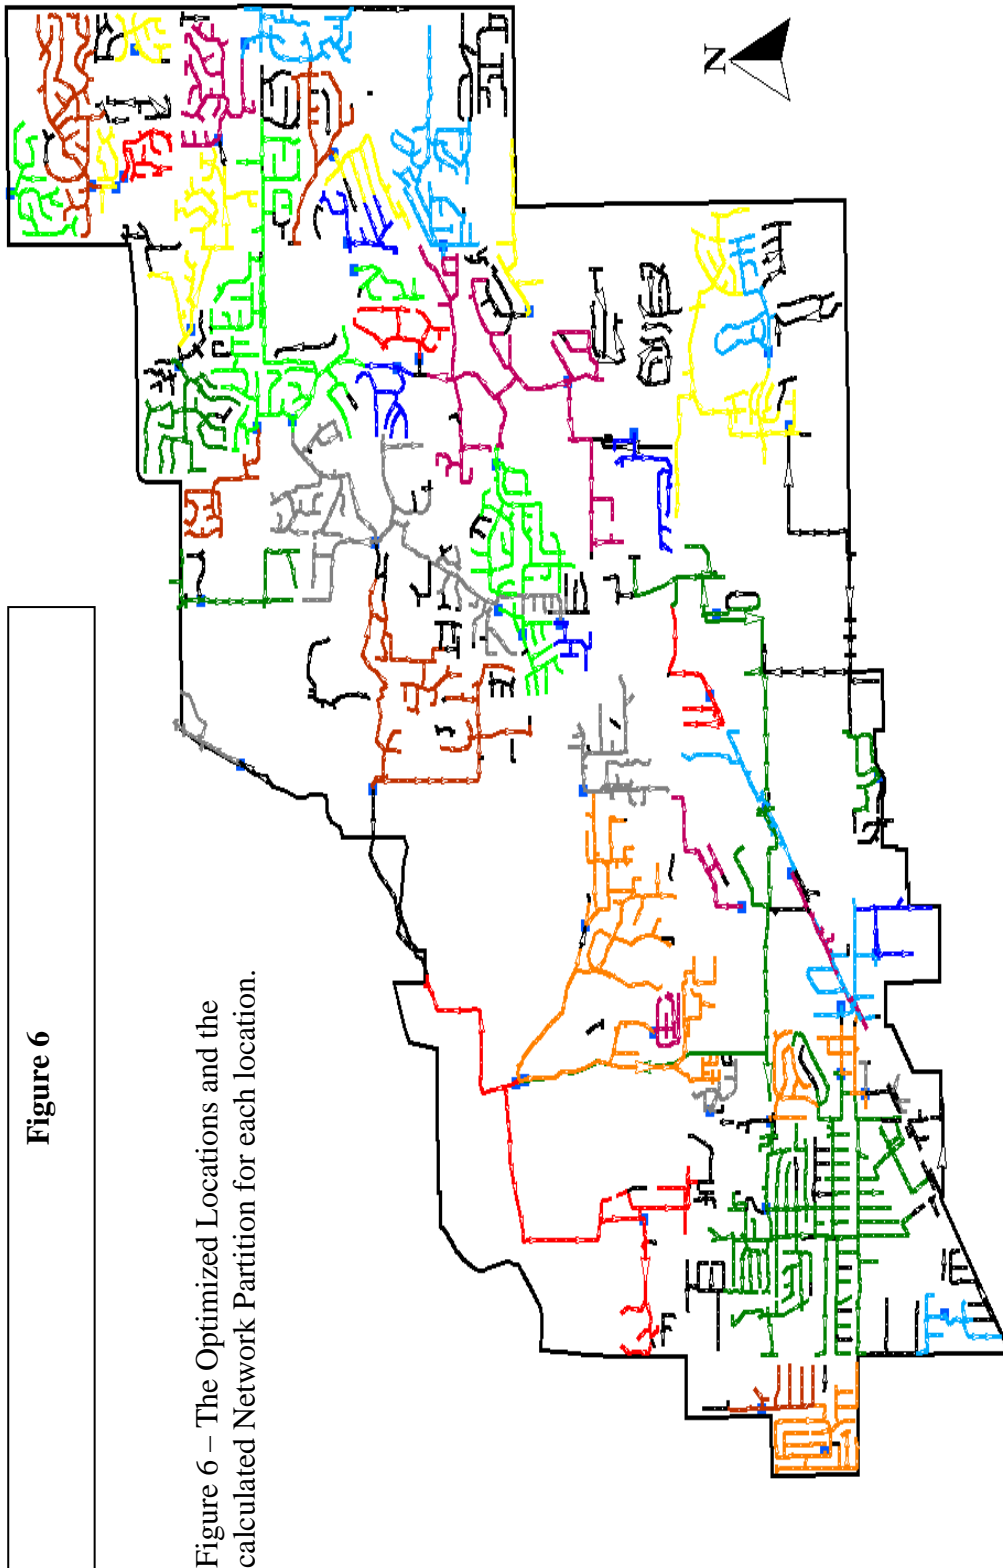 Figure 6
Figure 6 – The Optimized Locations and the
calculated Network Partition for each location.
N